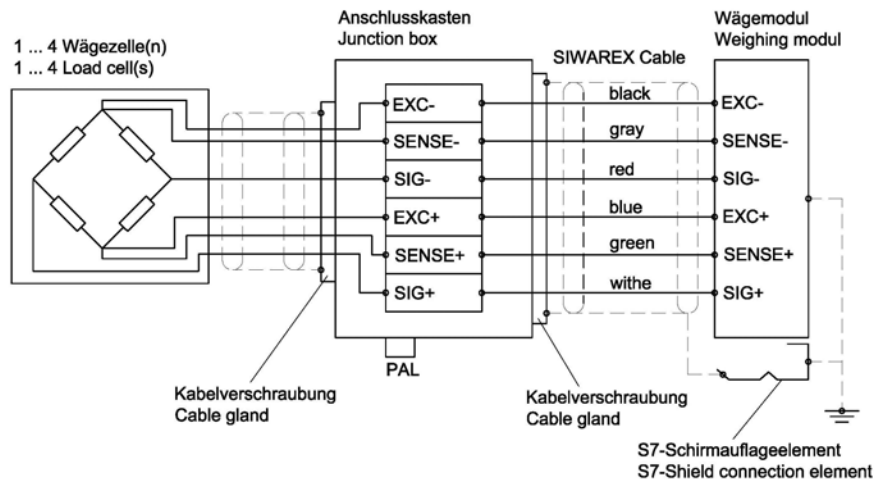 1 ... 4 Wägezelle(n)
1 ... 4 Load cell(s)
Anschlusskasten
Junction box
SIWAREX Cable
Wägemodul
Weighing modul
EXC-
SENSE-
SIG-
EXC+
SENSE+
SIG+
black
gray
red
blue
green
withe
EXC-
SENSE-
SIG-
EXC+
SENSE+
SIG+
PAL
Kabelverschraubung
Cable gland
Kabelverschraubung
Cable gland
S7-Schirmauflageelement
S7-Shield connection element